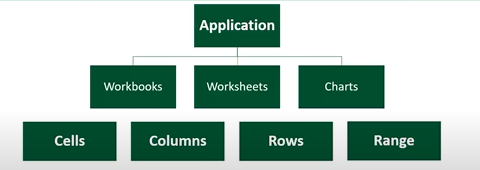 Application
Workbooks Worksheets Charts
Cells Columns Rows Range